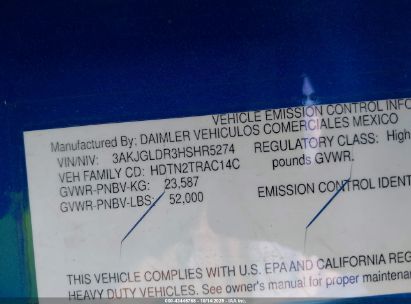 VEHICLE EMISSION CONTROL INFO
Manufactured By: DAIMLER VEHICULOS COMERCIALES MEXICO
VIN/NIV: 3AKJGLDR3HSHR5274 REGULATORY CLASS: High
VEH FAMILY CD: HDTN2TRAC14C pounds GVWR.
GVWR-PNBV-KG: 23,587
GVWR-PNBV-LBS: 52,000 EMISSION CONTROL IDENT
THIS VEHICLE COMPLIES WITH U.S. EPA AND CALIFORNIA REG
HEAVY DUTY VEHICLES. See owner's manual for proper maintenan